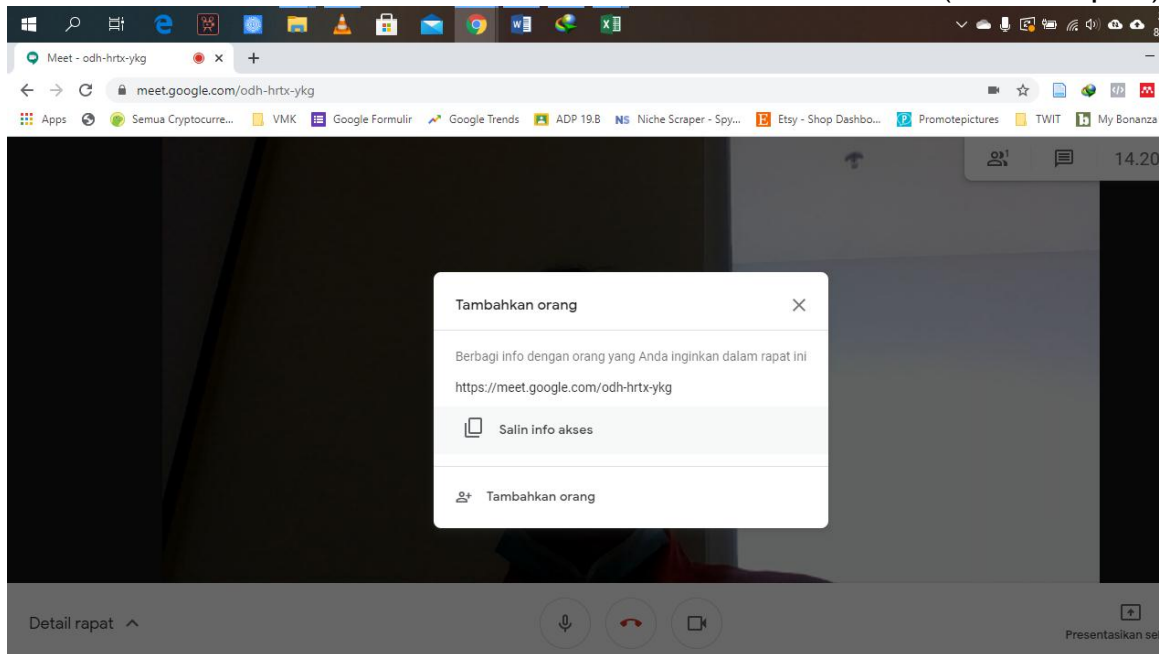 Meet - odh-hrtx-ykg
meet.google.com/odh-hrtx-ykg
Apps Semua Cryptocurre... VMK Google Formulir Google Trends ADP 19.B NS Niche Scraper - Spy... E Etsy - Shop Dashbo... Promotepictures TWIT My Bonanza
1 14.20
Tambahkan orang
Berbagi info dengan orang yang Anda inginkan dalam rapat ini
https://meet.google.com/odh-hrtx-ykg
Salin info akses
Tambahkan orang
Detail rapat
Presentasikan se